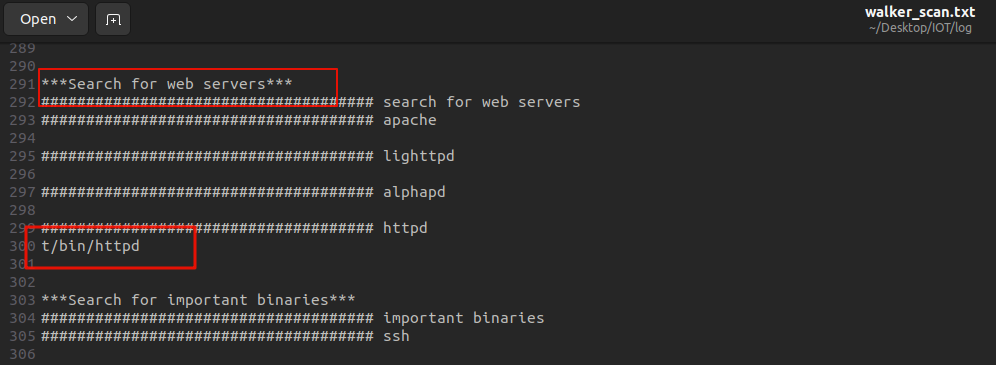 Open
walker_scan.txt
~/Desktop/IOT/log
289
290
291 ***Search for web servers***
292 ##################################### search for web servers
293 ##################################### apache
294
295 ##################################### lighttpd
296
297 ##################################### alphapd
298
299 ##################################### httpd
300 t/bin/httpd
301
302
303 ***Search for important binaries***
304 ##################################### important binaries
305 ##################################### ssh
306